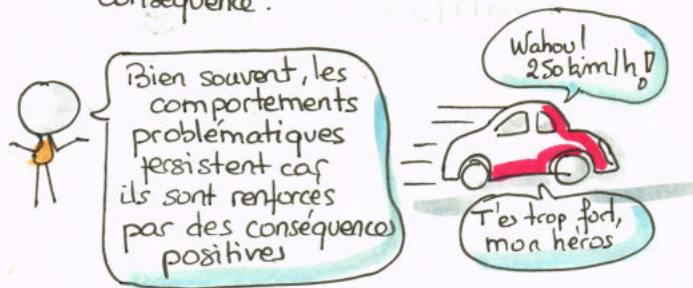 conséquence.
Bien souvent, les
comportements
problématiques
persistent car
ils sont renforcés
par des conséquences
positives
Wahou!
250 km/h!
T'es trop fort,
mon héros